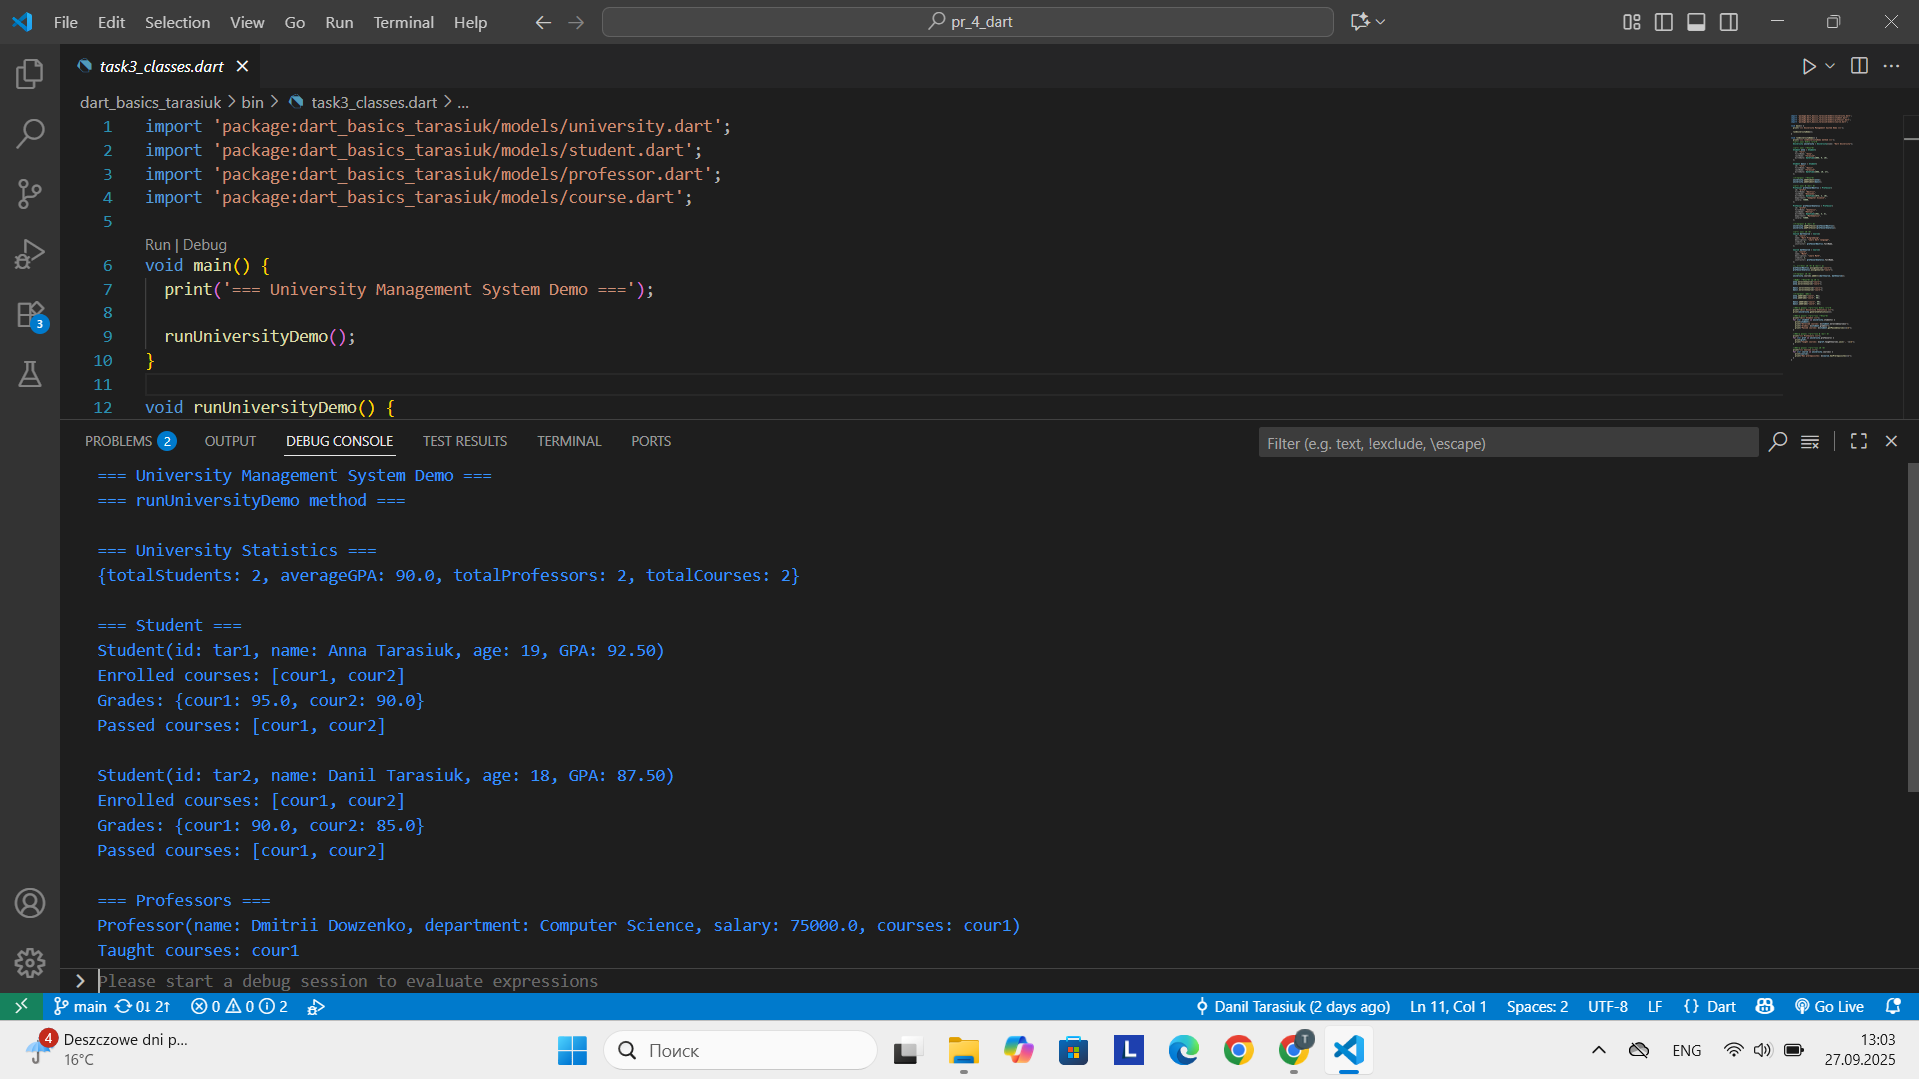 File Edit Selection View Go Run Terminal Help
pr_4_dart
task3_classes.dart
dart_basics_tarasiuk > bin > task3_classes.dart > ...
1 import 'package:dart_basics_tarasiuk/models/university.dart';
2 import 'package:dart_basics_tarasiuk/models/student.dart';
3 import 'package:dart_basics_tarasiuk/models/professor.dart';
4 import 'package:dart_basics_tarasiuk/models/course.dart';
5
Run | Debug
6 void main() {
7 print('=== University Management System Demo ===');
8
9 runUniversityDemo();
10 }
11
12 void runUniversityDemo() {
3
PROBLEMS 2 OUTPUT DEBUG CONSOLE TEST RESULTS TERMINAL PORTS
Filter (e.g. text, !exclude, \escape)
=== University Management System Demo ===
=== runUniversityDemo method ===
=== University Statistics ===
{totalStudents: 2, averageGPA: 90.0, totalProfessors: 2, totalCourses: 2}
=== Student ===
Student(id: tar1, name: Anna Tarasiuk, age: 19, GPA: 92.50)
Enrolled courses: [cour1, cour2]
Grades: {cour1: 95.0, cour2: 90.0}
Passed courses: [cour1, cour2]
Student(id: tar2, name: Danil Tarasiuk, age: 18, GPA: 87.50)
Enrolled courses: [cour1, cour2]
Grades: {cour1: 90.0, cour2: 85.0}
Passed courses: [cour1, cour2]
=== Professors ===
Professor(name: Dmitrii Dowzenko, department: Computer Science, salary: 75000.0, courses: cour1)
Taught courses: cour1
Please start a debug session to evaluate expressions
main 0↓ 2↑ 0 0 2
Danil Tarasiuk (2 days ago) Ln 11, Col 1 Spaces: 2 UTF-8 LF {} Dart Go Live
4
Deszczowe dni p...
16°C
Поиск
L
T
ENG
13:03
27.09.2025